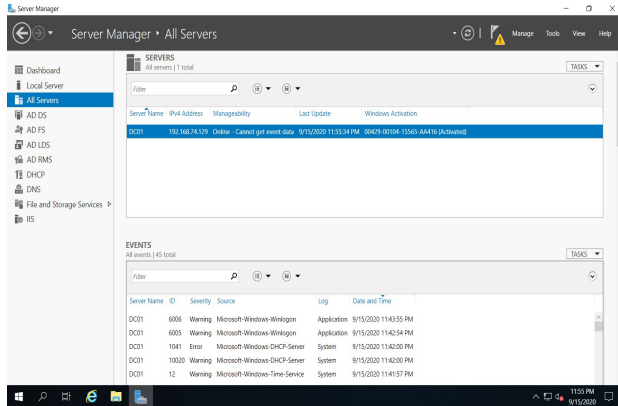 Server Manager
Server Manager • All Servers
Manage Tools View Help
Dashboard
Local Server
All Servers
AD DS
AD FS
AD LDS
AD RMS
DHCP
DNS
File and Storage Services
IIS
SERVERS
All servers | 1 total
TASKS
Filter
Server Name IPv4 Address Manageability Last Update Windows Activation
DC01 192.168.74.129 Online - Cannot get event data 9/15/2020 11:55:34 PM 00429-00104-15565-AA416 (Activated)
EVENTS
All events | 45 total
TASKS
Filter
Server Name ID Severity Source Log Date and Time
DC01 6006 Warning Microsoft-Windows-Winlogon Application 9/15/2020 11:43:55 PM
DC01 6005 Warning Microsoft-Windows-Winlogon Application 9/15/2020 11:42:54 PM
DC01 1041 Error Microsoft-Windows-DHCP-Server System 9/15/2020 11:42:00 PM
DC01 10020 Warning Microsoft-Windows-DHCP-Server System 9/15/2020 11:42:00 PM
DC01 12 Warning Microsoft-Windows-Time-Service System 9/15/2020 11:41:57 PM
11:55 PM
9/15/2020